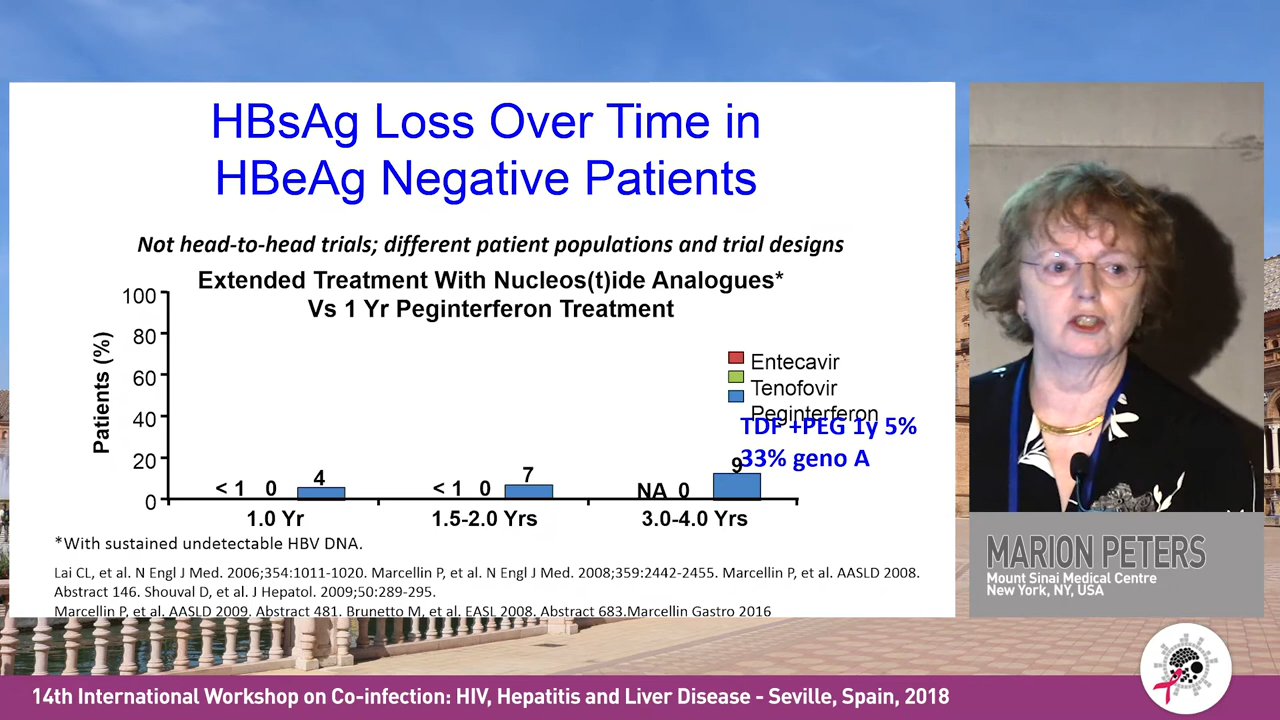 HBsAg Loss Over Time in
HBeAg Negative Patients
Not head-to-head trials; different patient populations and trial designs
Extended Treatment With Nucleos(t)ide Analogues*
Vs 1 Yr Peginterferon Treatment
Patients (%)
100
80
60
40
20
0
Entecavir
Tenofovir
Peginterferon
TDF +PEG 1y 5%
33% geno A
< 1 0 4
< 1 0 7
NA 0 9
1.0 Yr
1.5-2.0 Yrs
3.0-4.0 Yrs
*With sustained undetectable HBV DNA.
Lai CL, et al. N Engl J Med. 2006;354:1011-1020. Marcellin P, et al. N Engl J Med. 2008;359:2442-2455. Marcellin P, et al. AASLD 2008.
Abstract 146. Shouval D, et al. J Hepatol. 2009;50:289-295.
Marcellin P, et al. AASLD 2009. Abstract 481. Brunetto M, et al. EASL 2008. Abstract 683.Marcellin Gastro 2016
MARION PETERS
Mount Sinai Medical Centre
New York, NY, USA
14th International Workshop on Co-infection: HIV, Hepatitis and Liver Disease - Seville, Spain, 2018